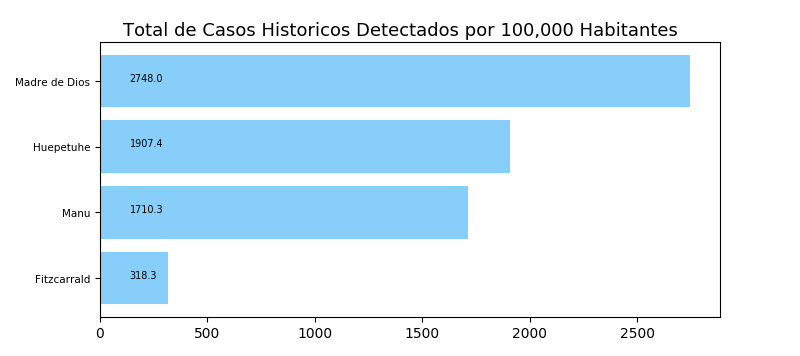 Total de Casos Historicos Detectados por 100,000 Habitantes
Madre de Dios 2748.0
Huepetuhe 1907.4
Manu 1710.3
Fitzcarrald 318.3
0 500 1000 1500 2000 2500